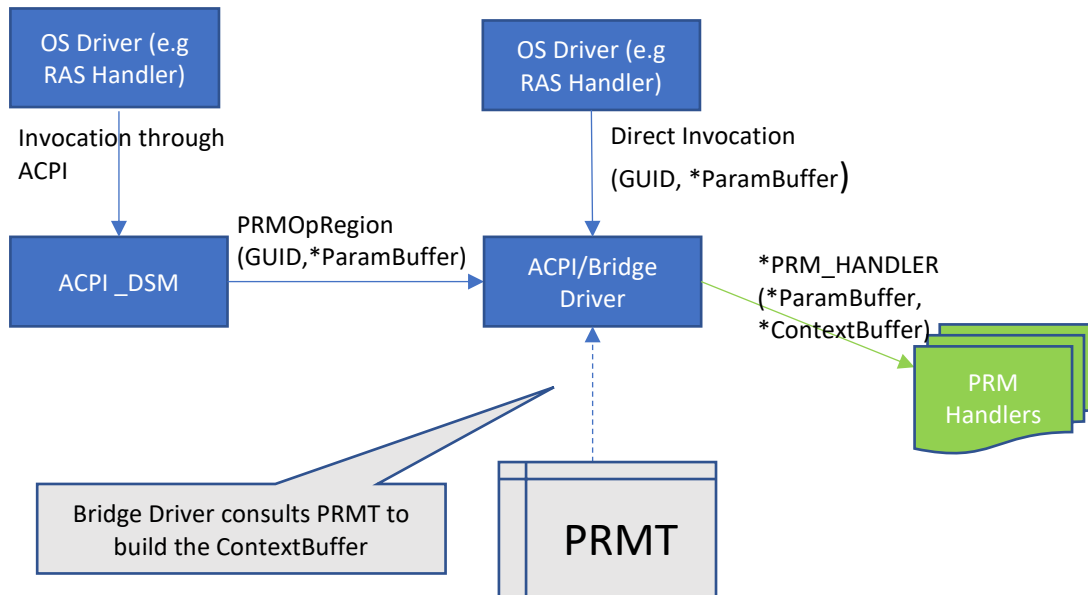 OS Driver (e.g
RAS Handler)
OS Driver (e.g
RAS Handler)
Invocation through
ACPI
Direct Invocation
(GUID, *ParamBuffer)
PRMOpRegion
(GUID,*ParamBuffer)
ACPI _DSM
ACPI/Bridge
Driver
*PRM_HANDLER
(*ParamBuffer,
*ContextBuffer)
PRM
Handlers
Bridge Driver consults PRMT to
build the ContextBuffer
PRMT